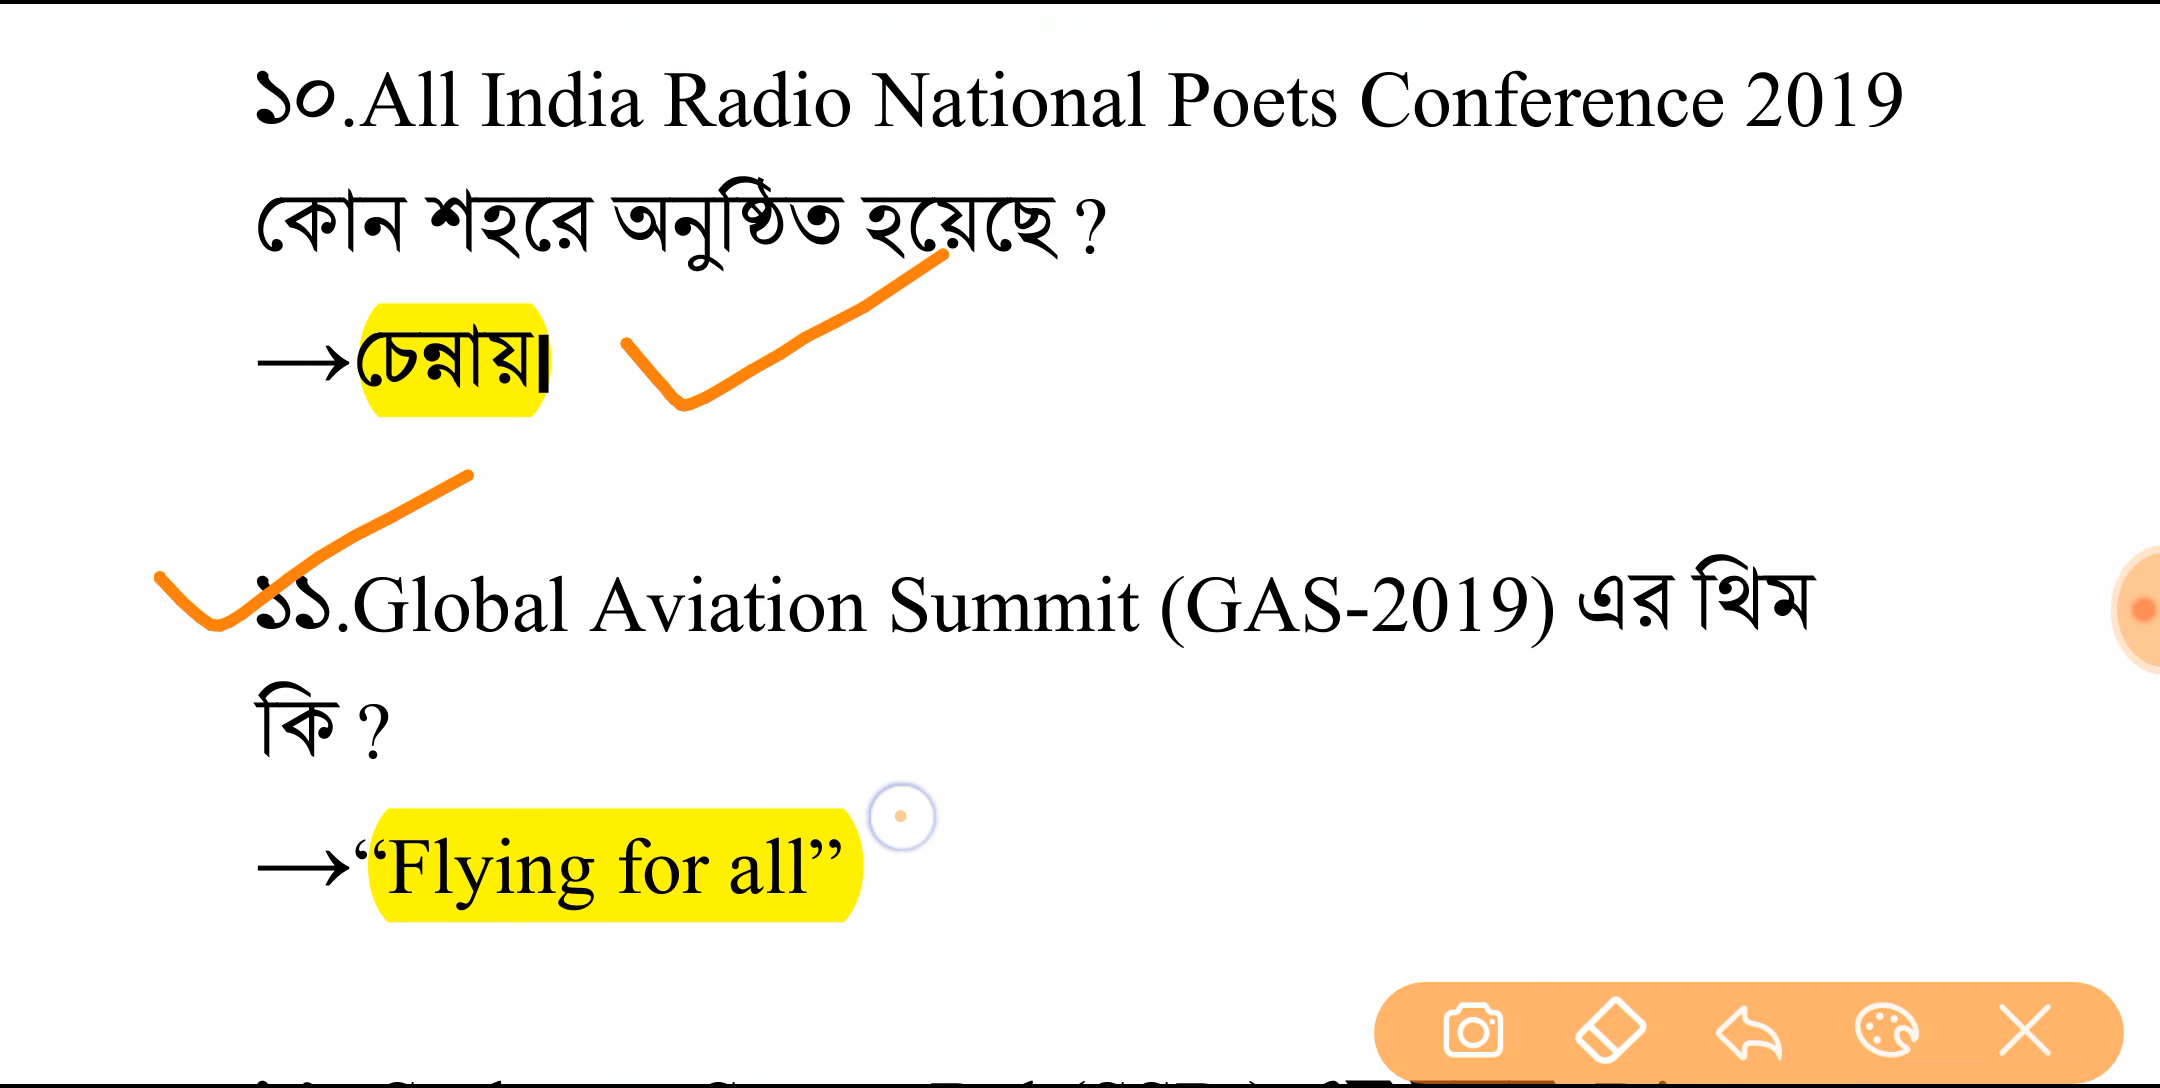 ১০.All India Radio National Poets Conference 2019
কোন শহরে অনুষ্ঠিত হয়েছে ?
→চেন্নায়।
১১.Global Aviation Summit (GAS-2019) এর থিম
কি ?
→“Flying for all”